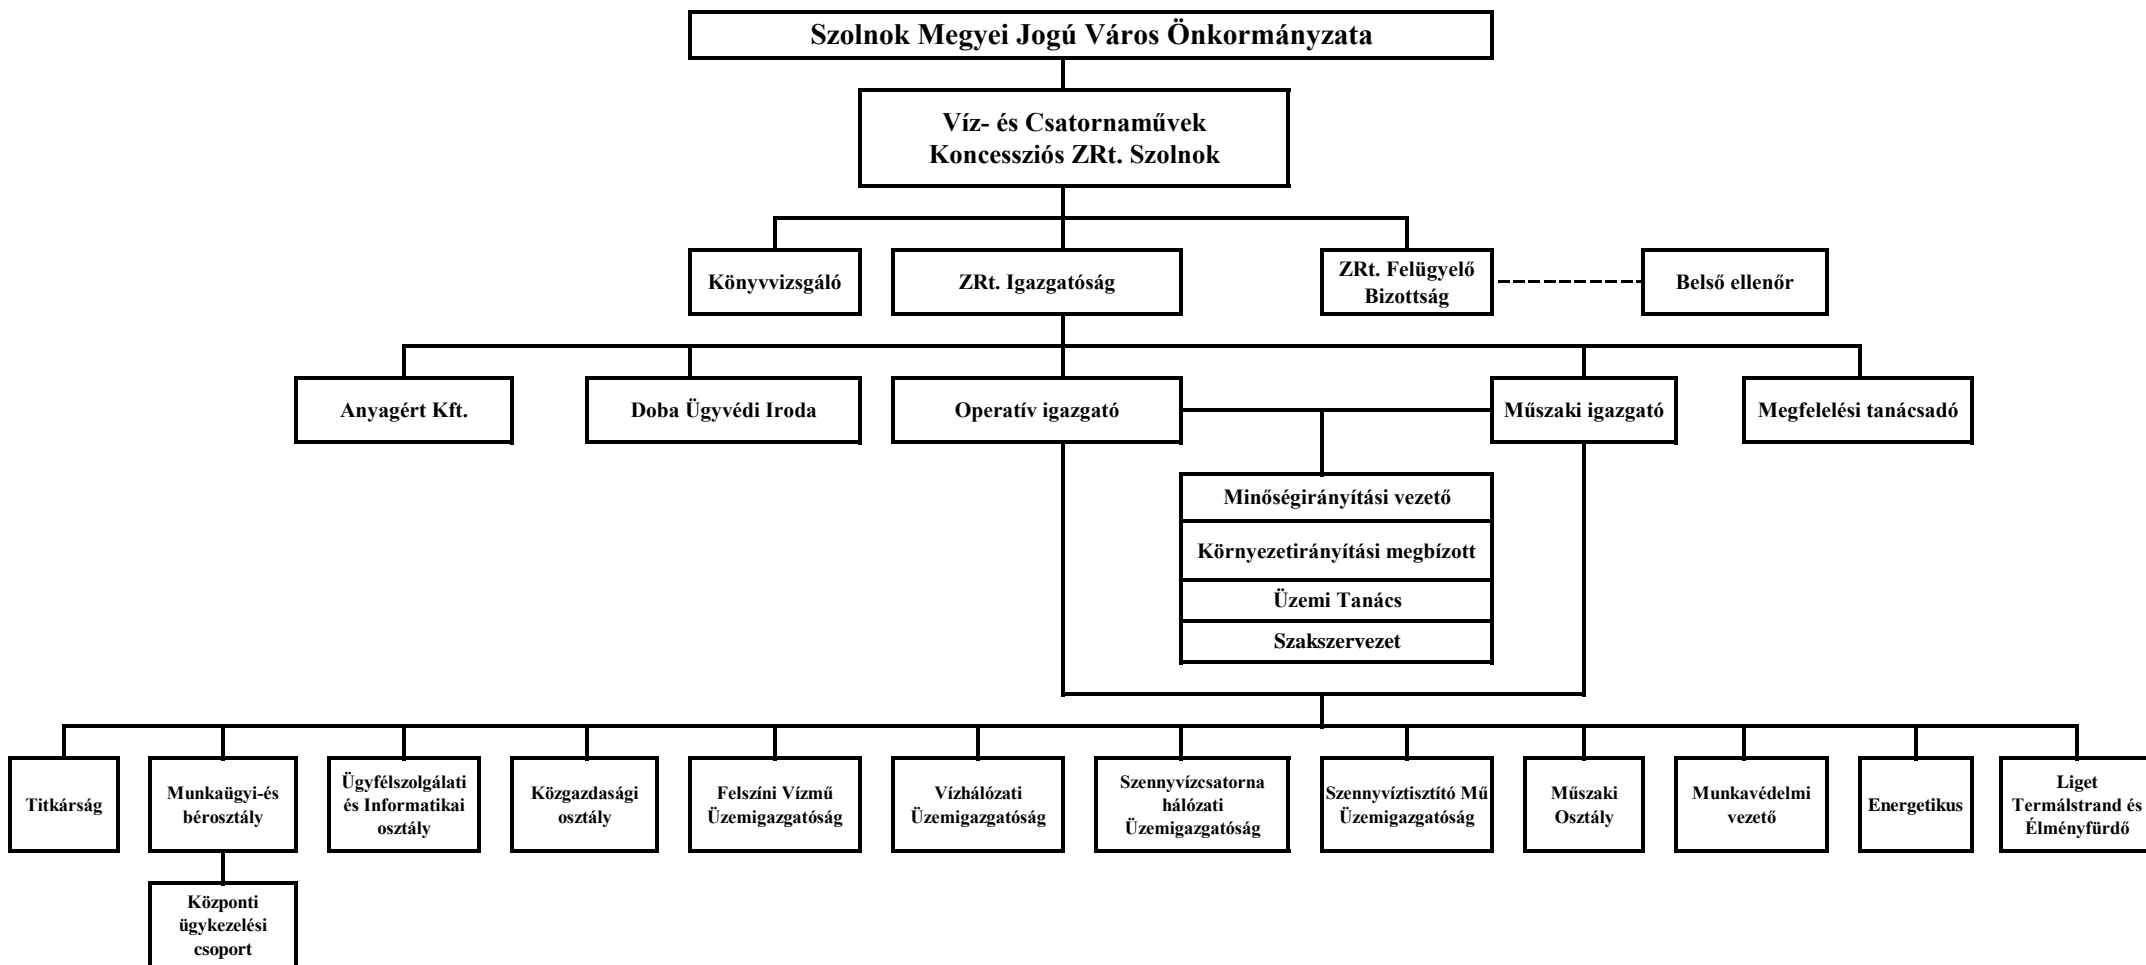 Szolnok Megyei Jogú Város Önkormányzata
Víz- és Csatornaművek
Koncessziós ZRt. Szolnok
Könyvvizsgáló
ZRt. Igazgatóság
ZRt. Felügyelő
Bizottság
Belső ellenőr
Anyagért Kft.
Doba Ügyvédi Iroda
Operatív igazgató
Műszaki igazgató
Megfelelési tanácsadó
Minőségirányítási vezető
Környezetirányítási megbízott
Üzemi Tanács
Szakszervezet
Titkárság
Munkaügyi-és
bérosztály
Ügyfélszolgálati
és Informatikai
osztály
Közgazdasági
osztály
Felszíni Vízmű
Üzemigazgatóság
Vízhálózati
Üzemigazgatóság
Szennyvízcsatorna
hálózati
Üzemigazgatóság
Szennyvíztisztító Mű
Üzemigazgatóság
Műszaki
Osztály
Munkavédelmi
vezető
Energetikus
Liget
Termálstrand és
Élményfürdő
Központi
ügykezelési
csoport